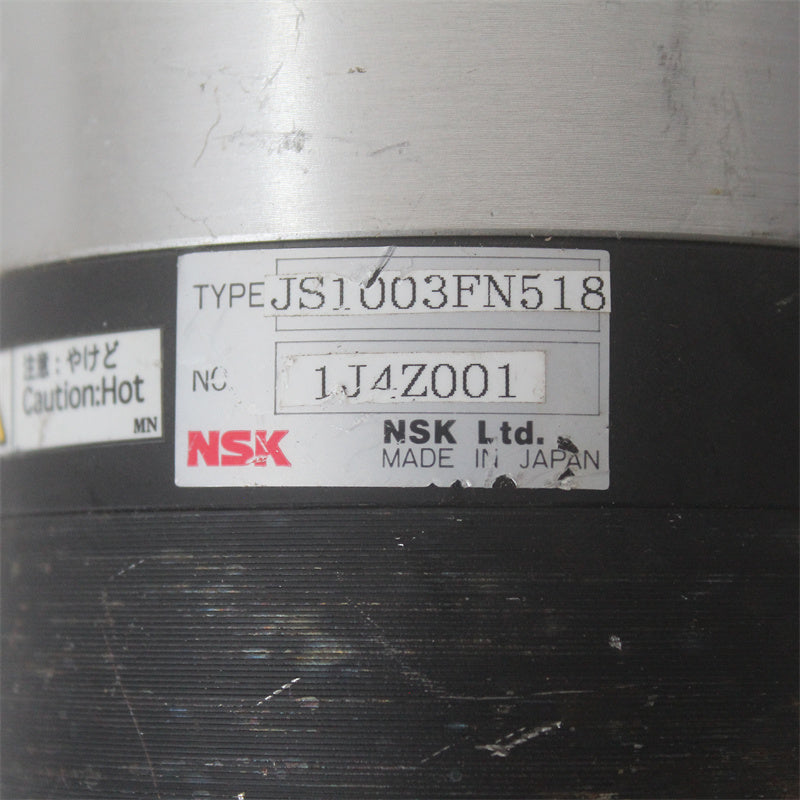 TYPE JS1003FN518
NO. 1J4Z001
NSK
NSK Ltd.
MADE IN JAPAN
注意：やけど
Caution:Hot
MN